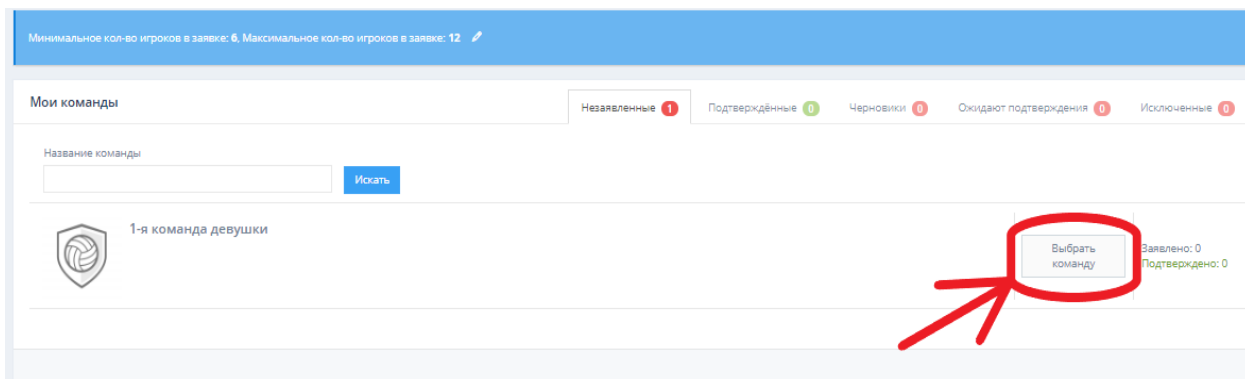 Минимальное кол-во игроков в заявке: 6, Максимальное кол-во игроков в заявке: 12
Мои команды
Незаявленные 1
Подтверждённые 0
Черновики 0
Ожидают подтверждения 0
Исключенные 0
Название команды
Искать
1-я команда девушки
Выбрать
команду
Заявлено: 0
Подтверждено: 0